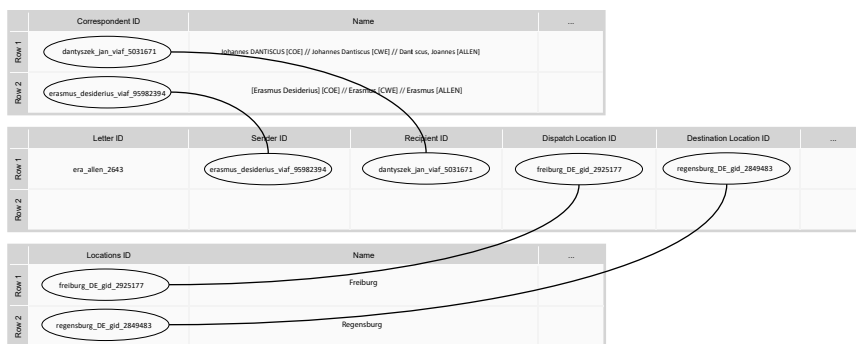 Correspondent ID Name ...
Row 1 dantyszek_jan_viaf_5031671 Johannes DANTISCUS [COE] // Johannes Dantiscus [CWE] // Dantiscus, Joannes [ALLEN]
Row 2 erasmus_desiderius_viaf_95982394 [Erasmus Desiderius] [COE] // Erasmus [CWE] // Erasmus [ALLEN]
Letter ID Sender ID Recipient ID Dispatch Location ID Destination Location ID ...
Row 1 era_allen_2643 erasmus_desiderius_viaf_95982394 dantyszek_jan_viaf_5031671 freiburg_DE_gid_2925177 regensburg_DE_gid_2849483
Row 2
Locations ID Name ...
Row 1 freiburg_DE_gid_2925177 Freiburg
Row 2 regensburg_DE_gid_2849483 Regensburg